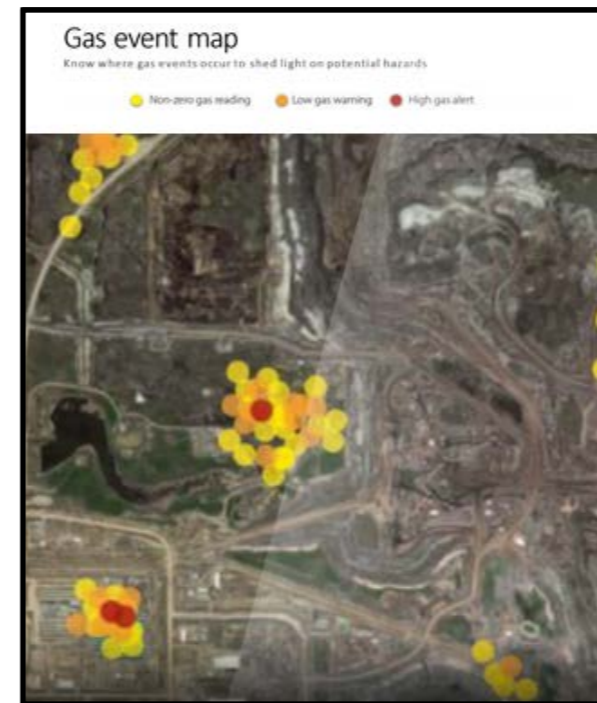 Gas event map
Know where gas events occur to shed light on potential hazards
Non-zero gas reading Low gas warning High gas alert